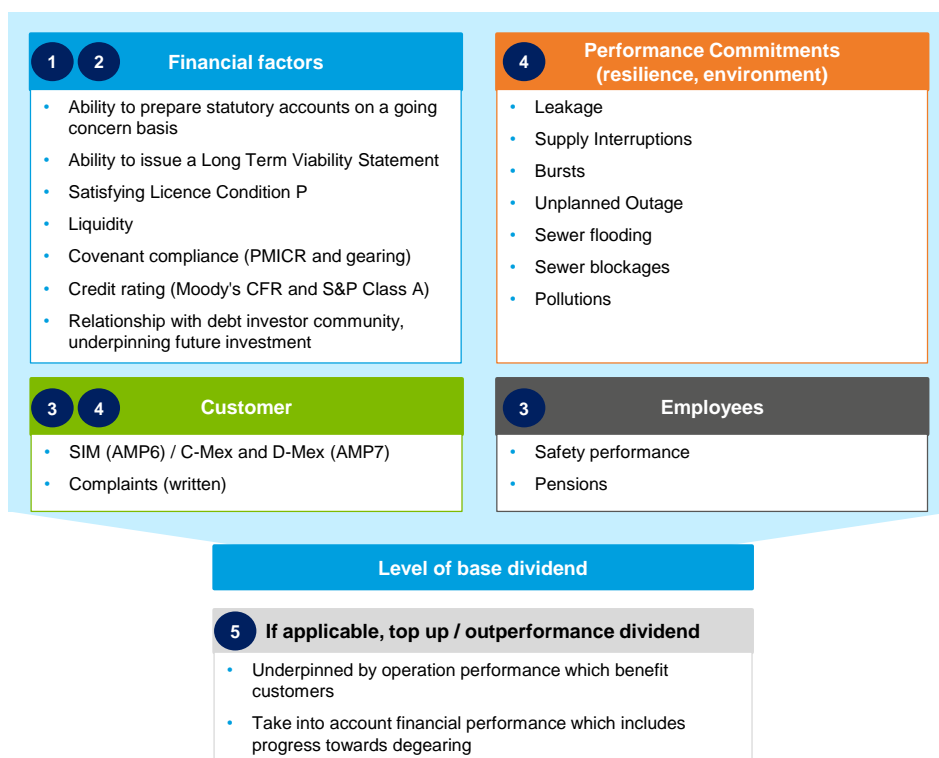 1 2 Financial factors
• Ability to prepare statutory accounts on a going
concern basis
• Ability to issue a Long Term Viability Statement
• Satisfying Licence Condition P
• Liquidity
• Covenant compliance (PMICR and gearing)
• Credit rating (Moody's CFR and S&P Class A)
• Relationship with debt investor community,
underpinning future investment
4 Performance Commitments
(resilience, environment)
• Leakage
• Supply Interruptions
• Bursts
• Unplanned Outage
• Sewer flooding
• Sewer blockages
• Pollutions
3 4 Customer
• SIM (AMP6) / C-Mex and D-Mex (AMP7)
• Complaints (written)
3 Employees
• Safety performance
• Pensions
Level of base dividend
5 If applicable, top up / outperformance dividend
• Underpinned by operation performance which benefit
customers
• Take into account financial performance which includes
progress towards degearing